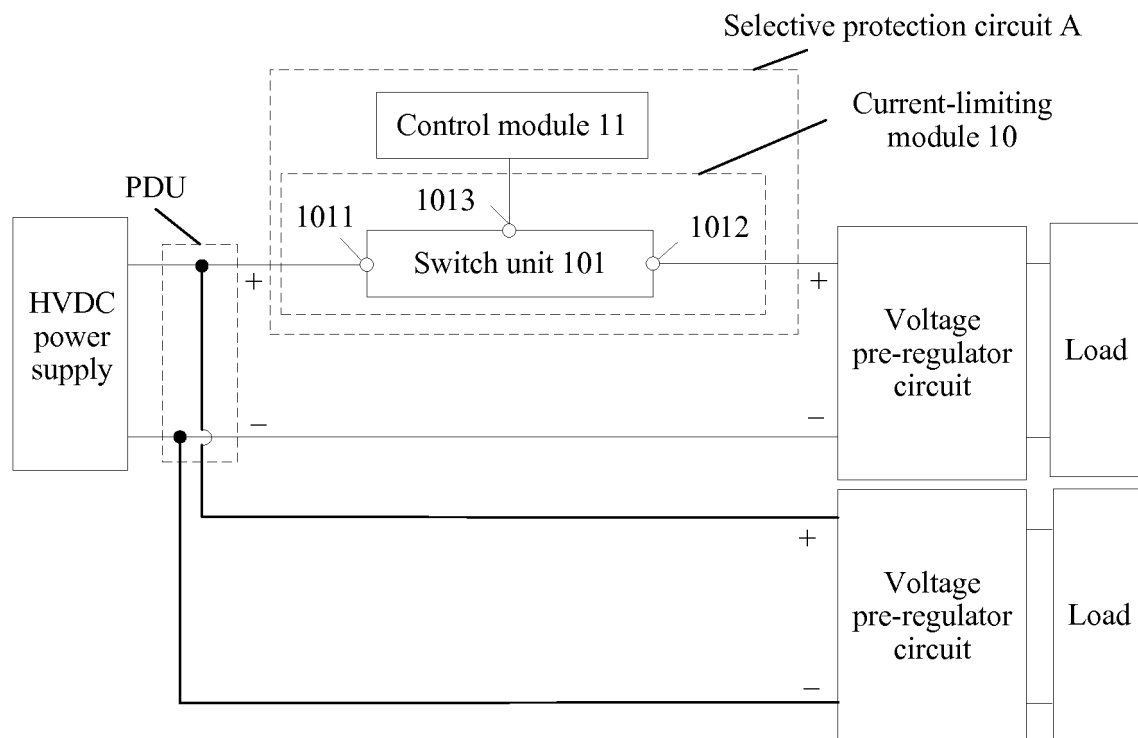 Selective protection circuit A
Control module 11
Current-limiting
module 10
PDU
1011
1013
1012
HVDC
power
supply
+
Switch unit 101
+
Voltage
pre-regulator
circuit
Load
−
−
+
Voltage
pre-regulator
circuit
Load
−